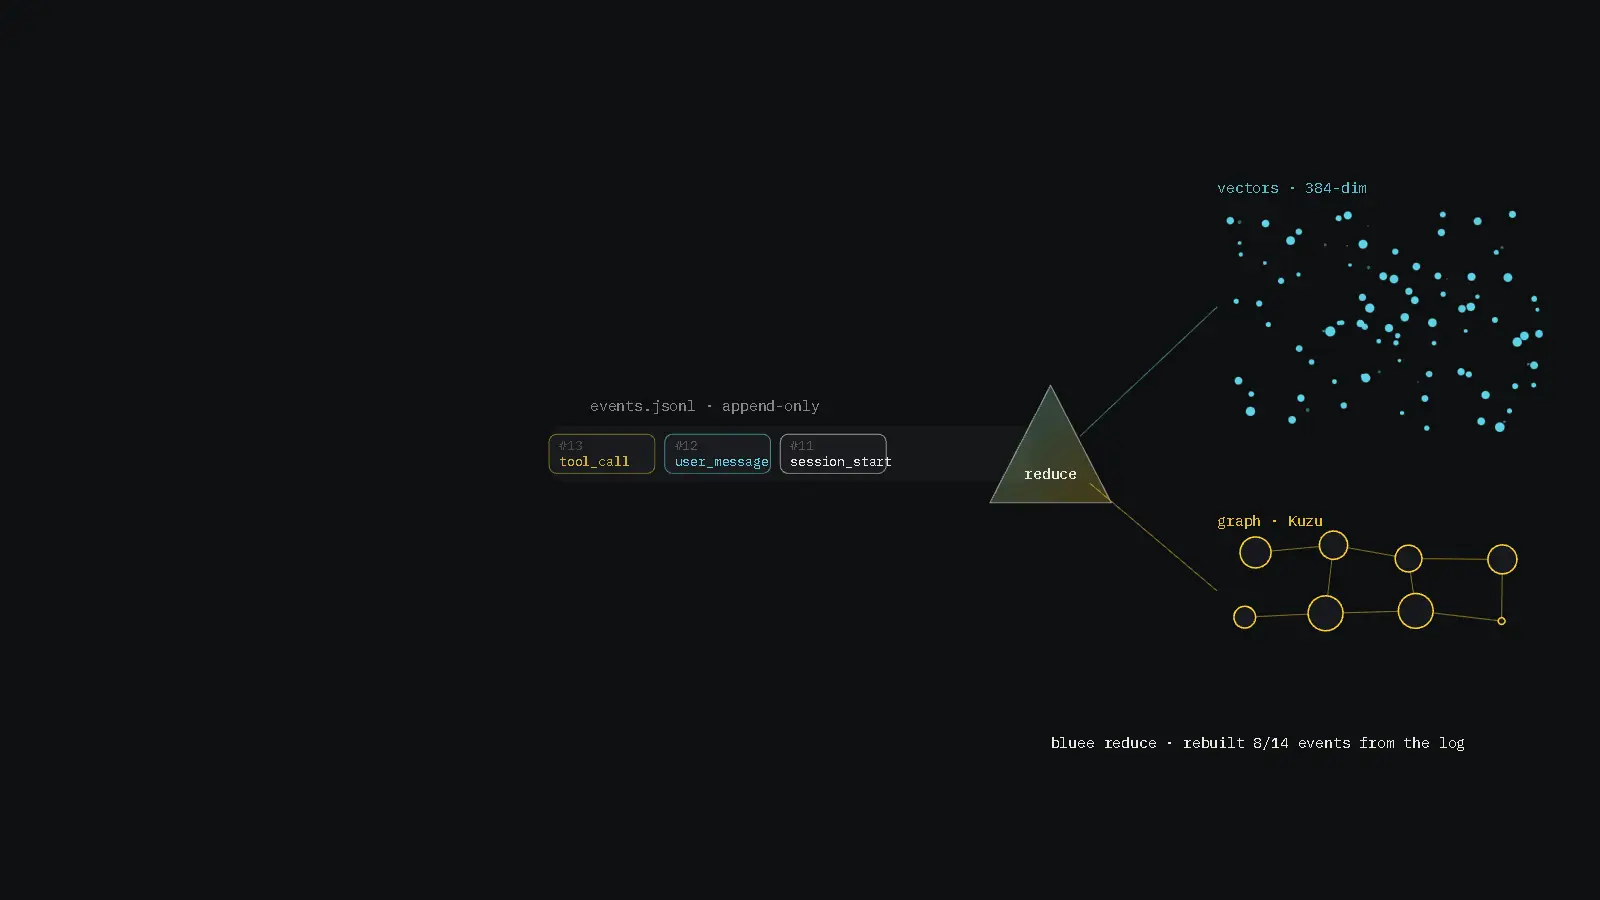 vectors · 384-dim
events.jsonl · append-only
#13
tool_call
#12
user_message
#11
session_start
reduce
graph · Kuzu
bluee reduce · rebuilt 8/14 events from the log